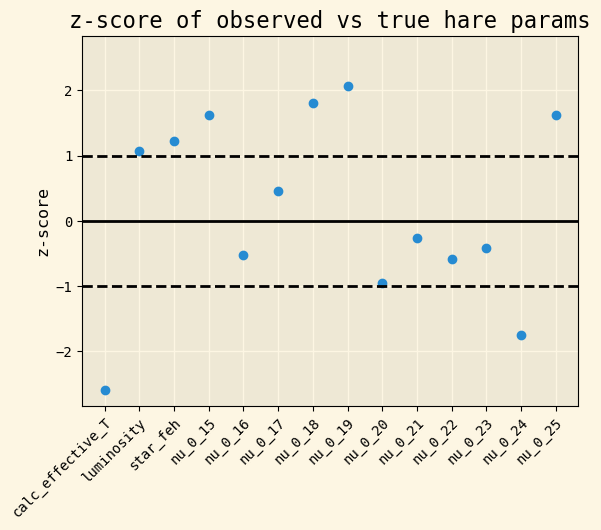 z-score of observed vs true hare params
z-score
2
1
0
−1
−2
calc_effective_T
luminosity
star_feh
nu_0_15
nu_0_16
nu_0_17
nu_0_18
nu_0_19
nu_0_20
nu_0_21
nu_0_22
nu_0_23
nu_0_24
nu_0_25